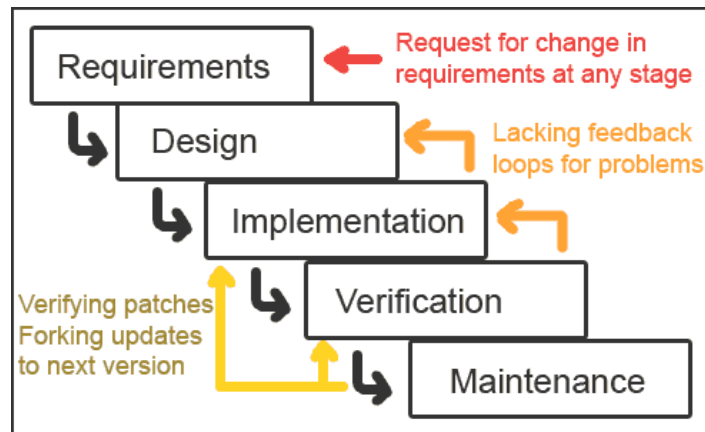 Requirements
Request for change in
requirements at any stage
Design
Lacking feedback
loops for problems
Implementation
Verification
Verifying patches
Forking updates
to next version
Maintenance